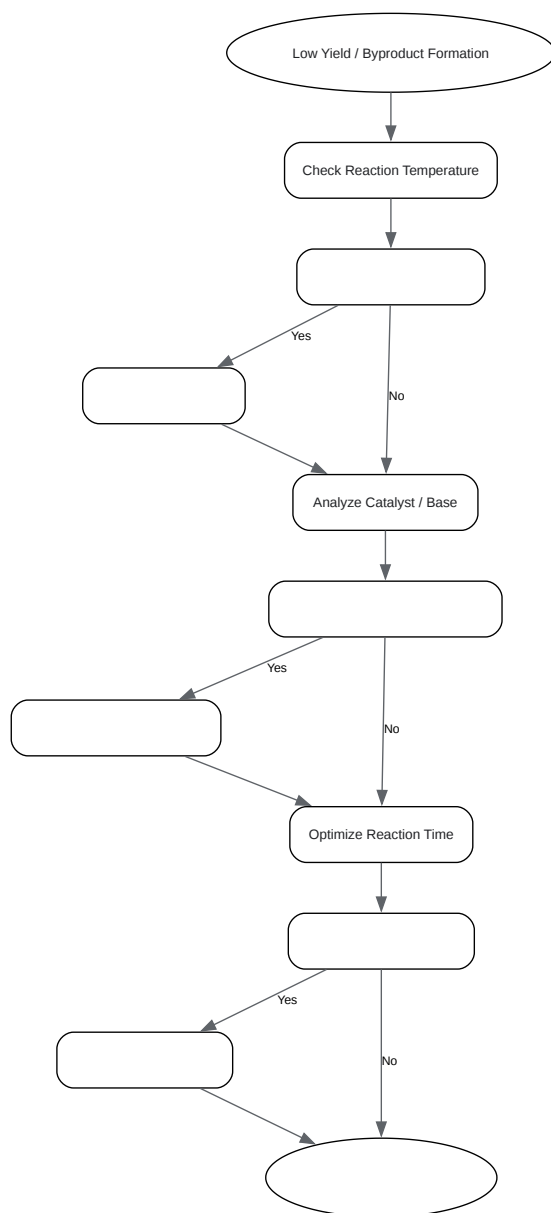 Low Yield / Byproduct Formation
Check Reaction Temperature
Yes
No
Analyze Catalyst / Base
Yes
No
Optimize Reaction Time
Yes
No